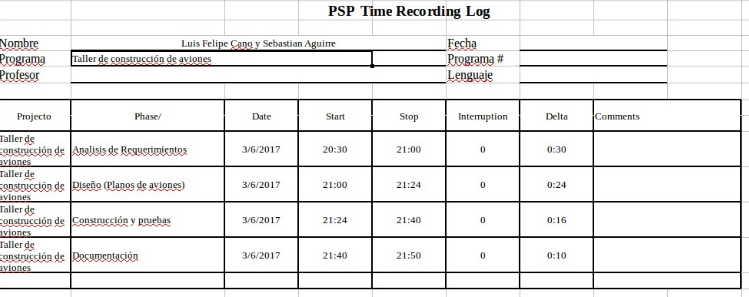 PSP Time Recording Log
Nombre Luis Felipe Cano y Sebastian Aguirre Fecha
Programa Taller de construcción de aviones Programa #
Profesor Lenguaje
Projecto Phase/ Date Start Stop Interruption Delta Comments
Taller de
construcción de Analisis de Requerimientos 3/6/2017 20:30 21:00 0 0:30
aviones
Taller de
construcción de Diseño (Planos de aviones) 3/6/2017 21:00 21:24 0 0:24
aviones
Taller de
construcción de Construcción y pruebas 3/6/2017 21:24 21:40 0 0:16
aviones
Taller de
construcción de Documentación 3/6/2017 21:40 21:50 0 0:10
aviones